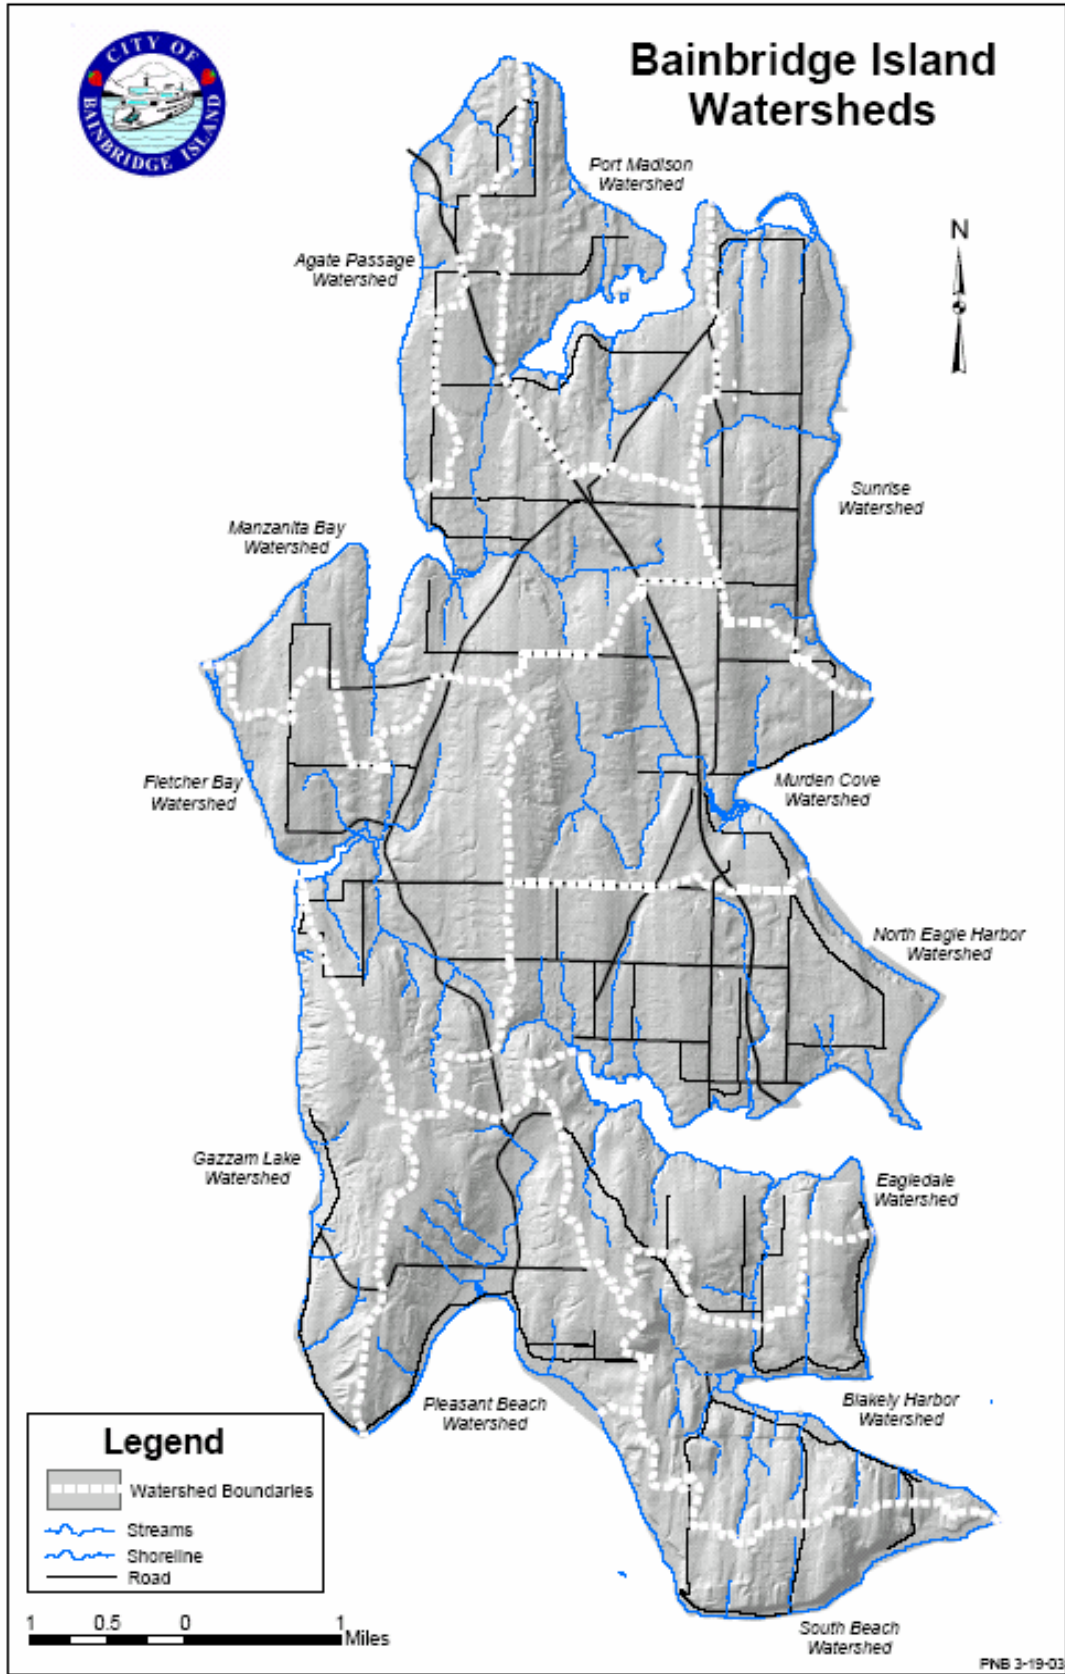 CITY OF
BAINBRIDGE ISLAND
Bainbridge Island
Watersheds
Port Madison
Watershed
N
Agate Passage
Watershed
Sunrise
Watershed
Manzanita Bay
Watershed
Fletcher Bay
Watershed
Murden Cove
Watershed
North Eagle Harbor
Watershed
Gazzam Lake
Watershed
Eagledale
Watershed
Pleasant Beach
Watershed
Blakely Harbor
Watershed
Legend
Watershed Boundaries
Streams
Shoreline
Road
1 0.5 0 1
Miles
South Beach
Watershed
PNB 3-19-03